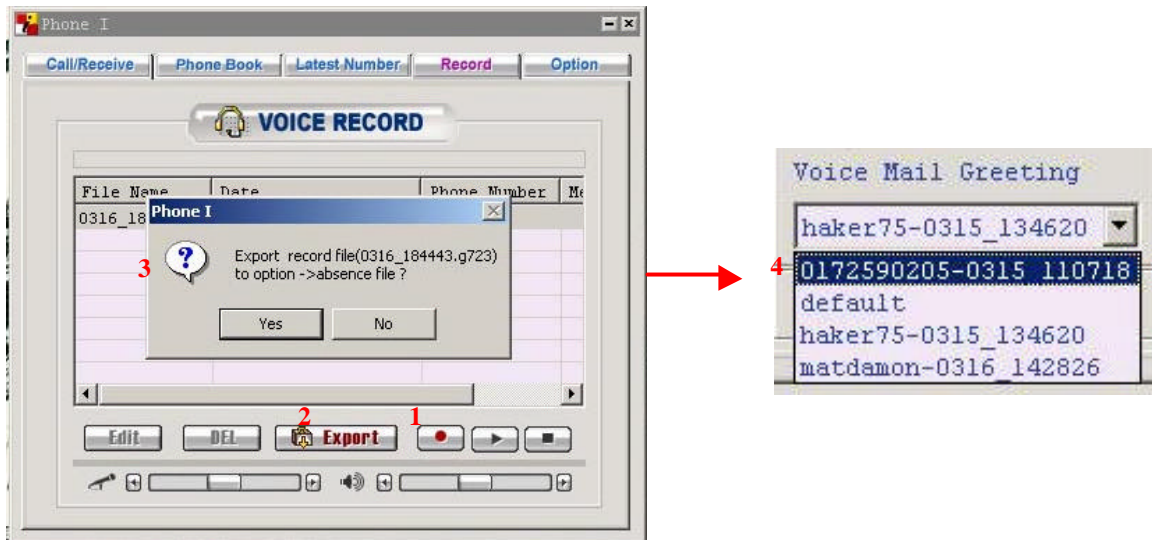 Phone I
Call/Receive Phone Book Latest Number Record Option
VOICE RECORD
File Name Date Phone Number Me
0316_18
Phone I
3
Export record file(0316_184443.g723)
to option ->absence file ?
Yes No
2 1
Edit DEL Export
Voice Mail Greeting
haker75-0315_134620
4
0172590205-0315_110718
default
haker75-0315_134620
matdamon-0316_142826